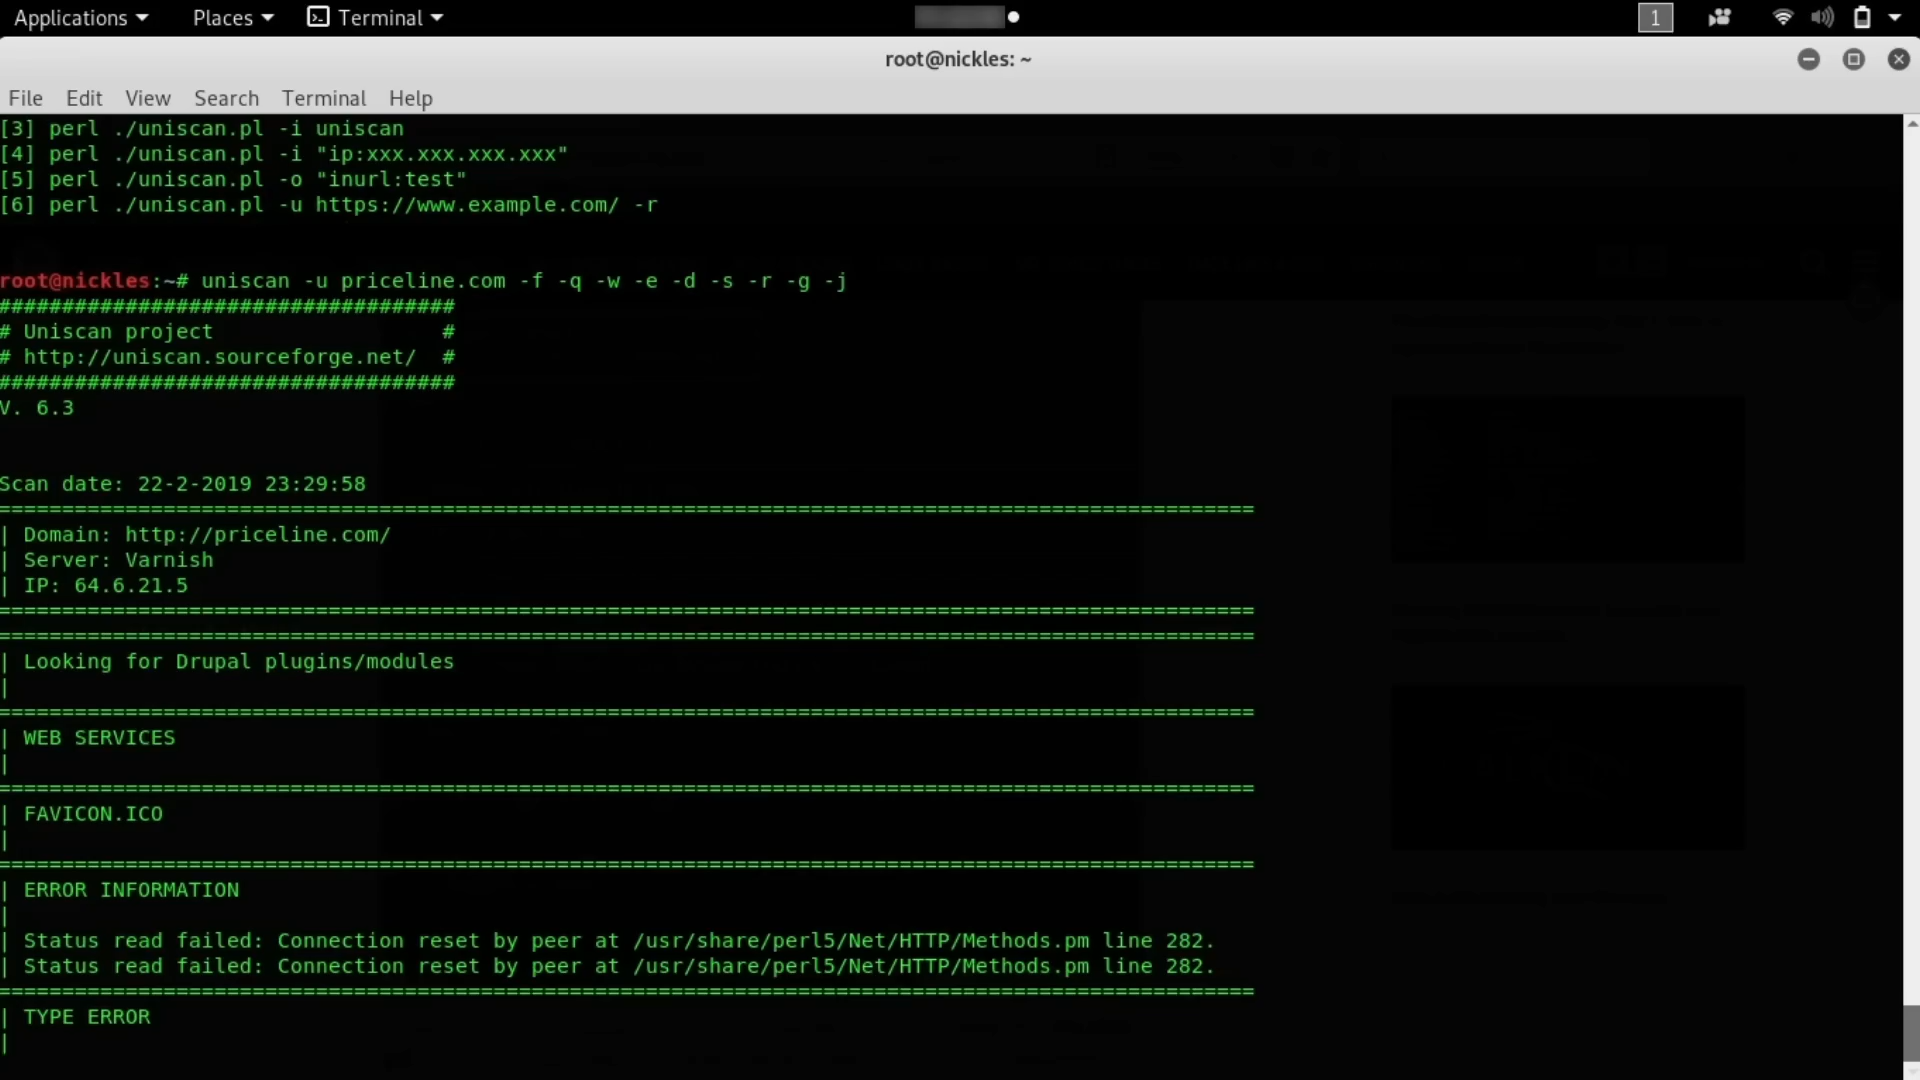 Applications Places Terminal 1
root@nickles: ~
File Edit View Search Terminal Help
[3] perl ./uniscan.pl -i uniscan
[4] perl ./uniscan.pl -i "ip:xxx.xxx.xxx.xxx"
[5] perl ./uniscan.pl -o "inurl:test"
[6] perl ./uniscan.pl -u https://www.example.com/ -r
root@nickles:~# uniscan -u priceline.com -f -q -w -e -d -s -r -g -j
####################################
# Uniscan project                  #
# http://uniscan.sourceforge.net/  #
####################################
V. 6.3
Scan date: 22-2-2019 23:29:58
===================================================================================================
| Domain: http://priceline.com/
| Server: Varnish
| IP: 64.6.21.5
===================================================================================================
===================================================================================================
| Looking for Drupal plugins/modules
|
===================================================================================================
| WEB SERVICES
|
===================================================================================================
| FAVICON.ICO
|
===================================================================================================
| ERROR INFORMATION
|
| Status read failed: Connection reset by peer at /usr/share/perl5/Net/HTTP/Methods.pm line 282.
| Status read failed: Connection reset by peer at /usr/share/perl5/Net/HTTP/Methods.pm line 282.
===================================================================================================
| TYPE ERROR
|